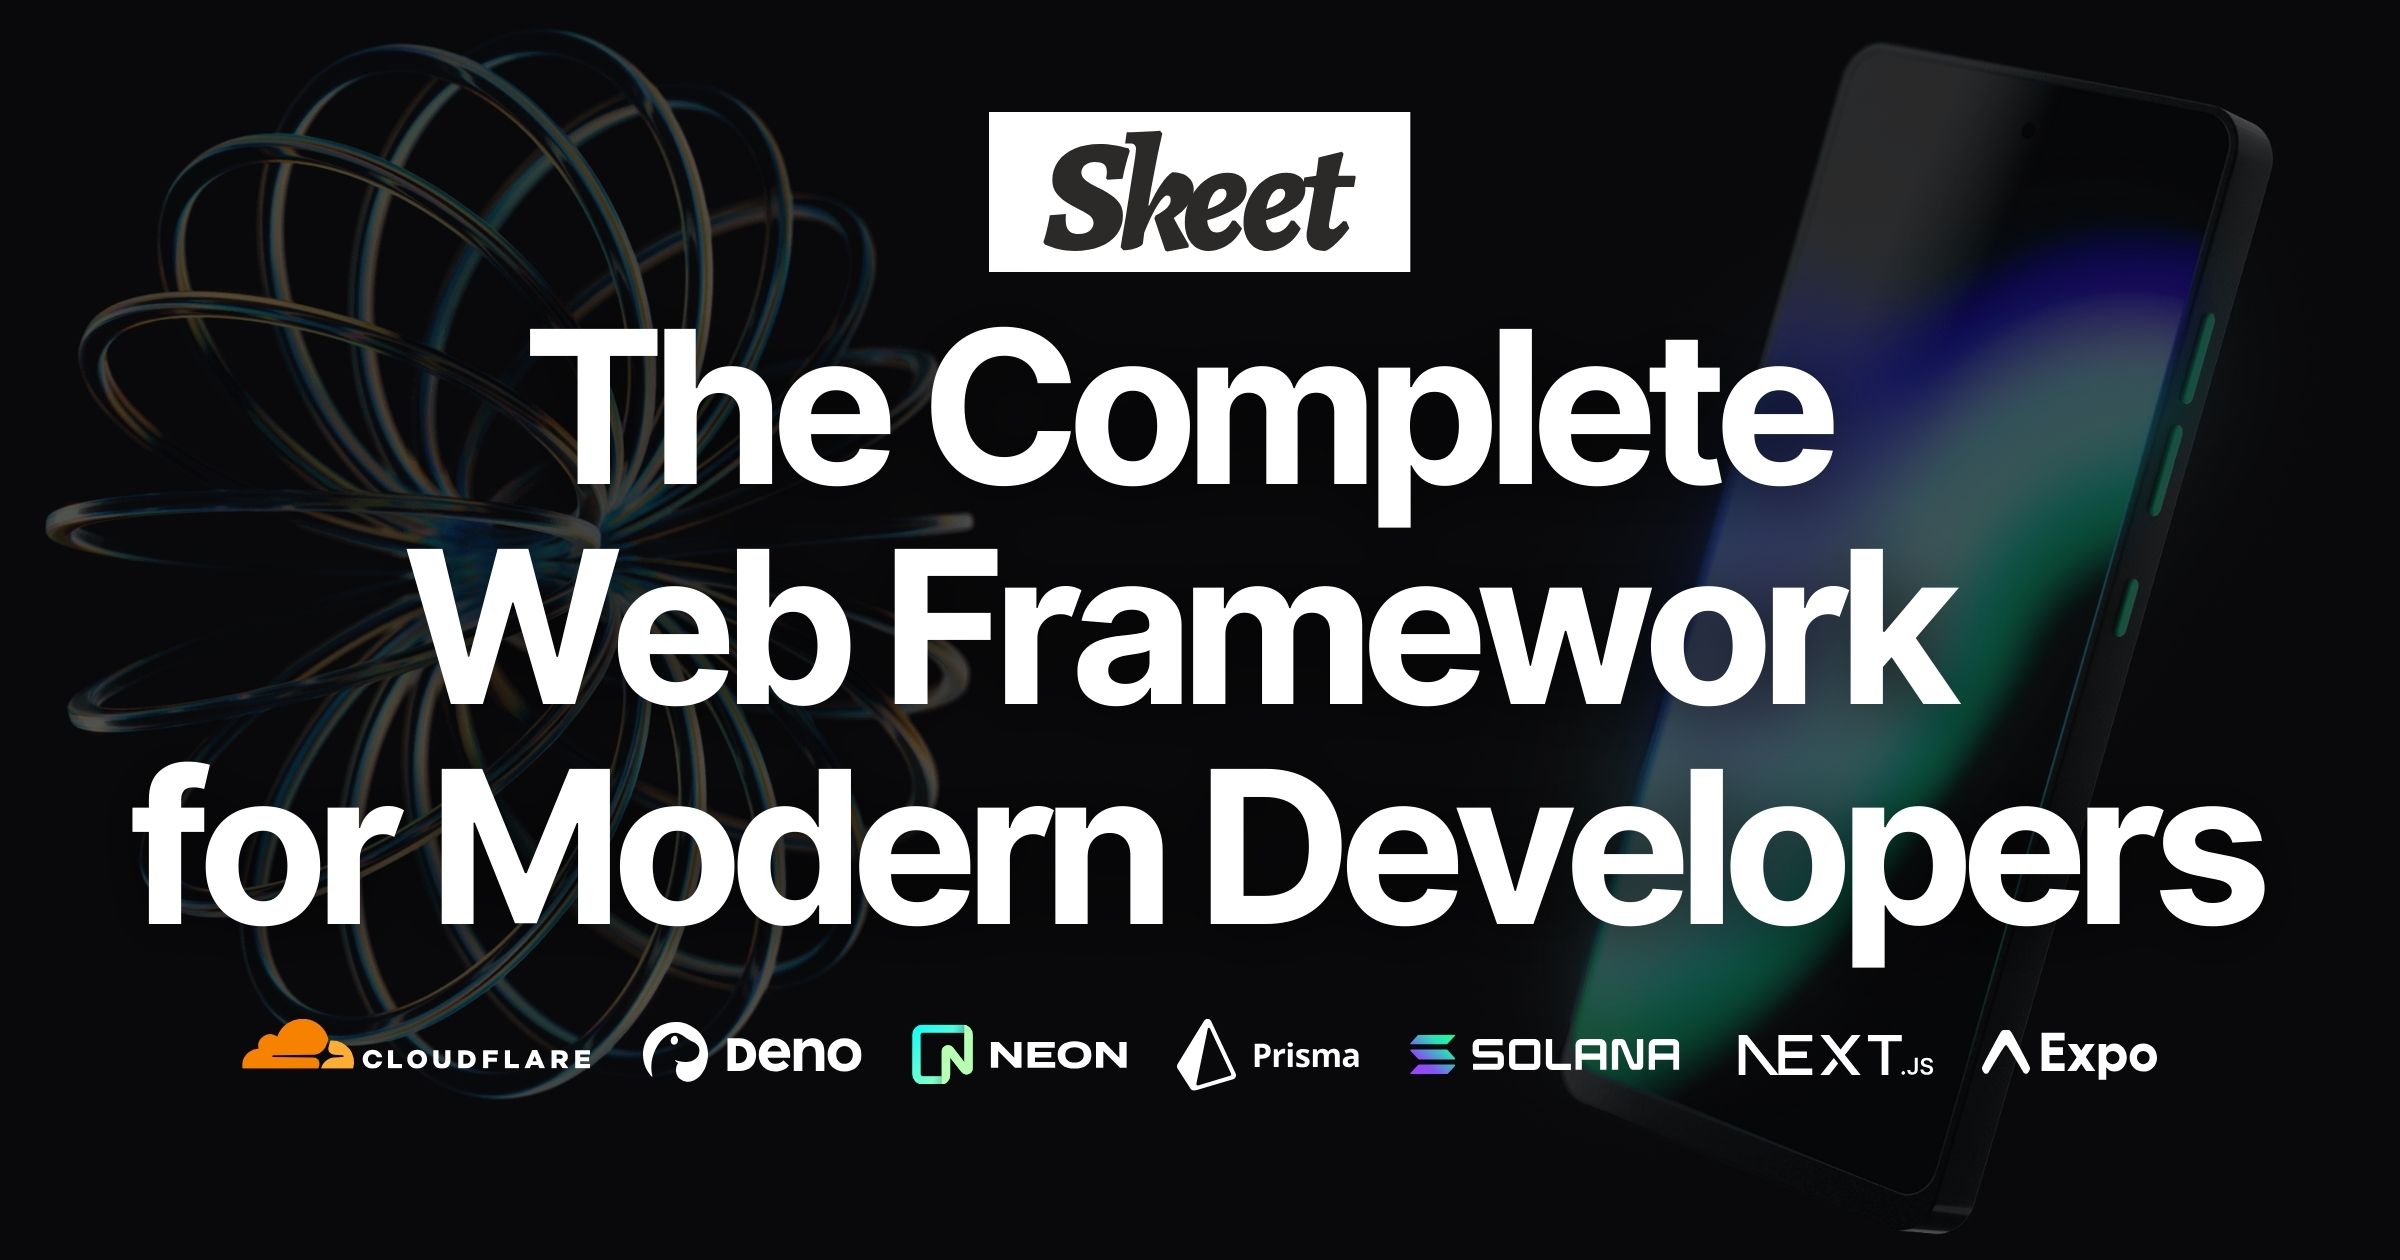 Skeet
The Complete
Web Framework
for Modern Developers
CLOUDFLARE DENO NEON Prisma SOLANA NEXT.JS Expo